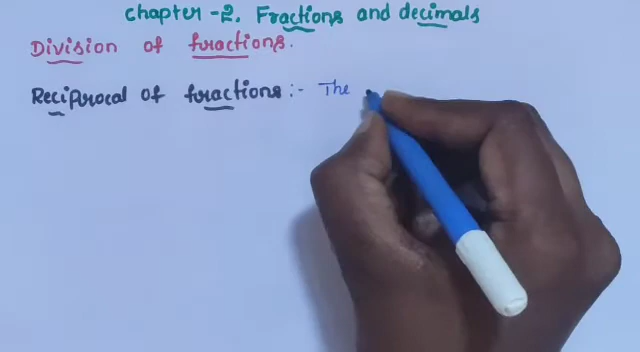 Chapter -2. Fractions and decimals
Division of fractions.
Reciprocal of fractions :- The